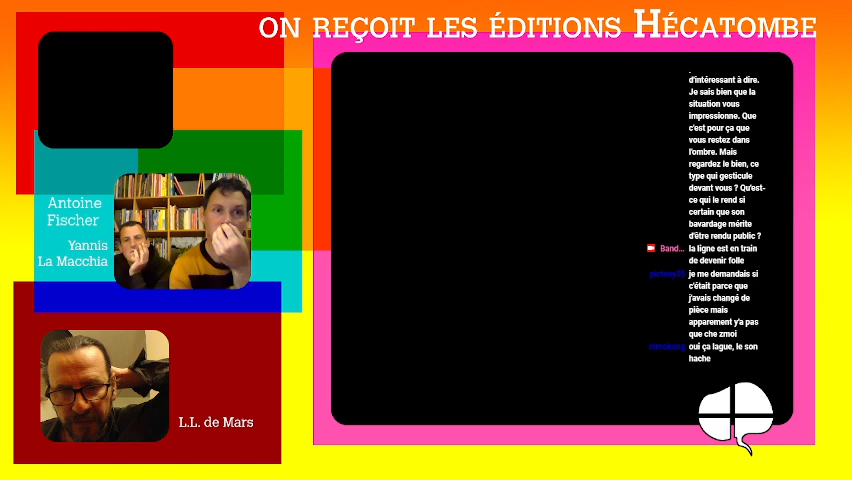 ON REÇOIT LES ÉDITIONS HÉCATOMBE
Antoine
Fischer
Yannis
La Macchia
L.L. de Mars
d'intéressant à dire.
Je sais bien que la
situation vous
impressionne. Que
c'est pour ça que
vous restez dans
l'ombre. Mais
regardez le bien, ce
type qui gesticule
devant vous ? Qu'est-
ce qui le rend si
certain que son
bavardage mérite
d'être rendu public ?
Band... la ligne est en train
de devenir folle
je me demandais si
c'était parce que
j'avais changé de
pièce mais
apparement y'a pas
que che zmoi
oui ça lague, le son
hache